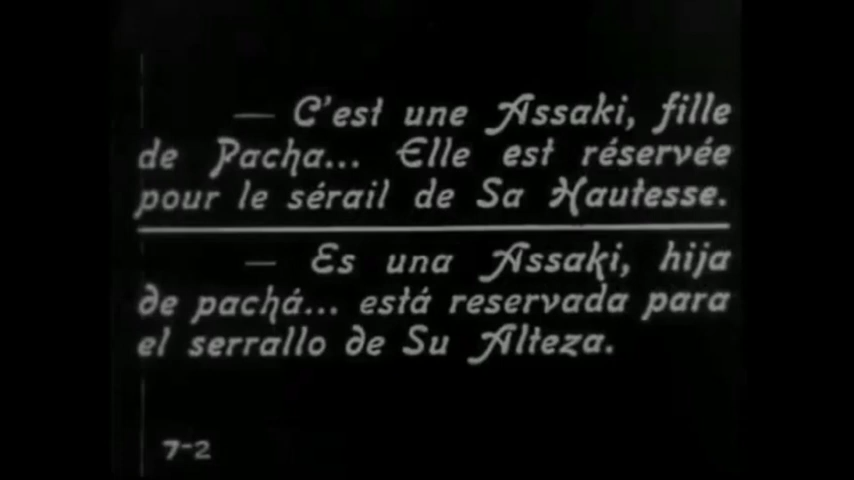 — C'est une Assaki, fille
de Pacha... Elle est réservée
pour le sérail de Sa Hautesse.
— Es una Assaki, hija
de pachá... está reservada para
el serrallo de Su Alteza.
7-2